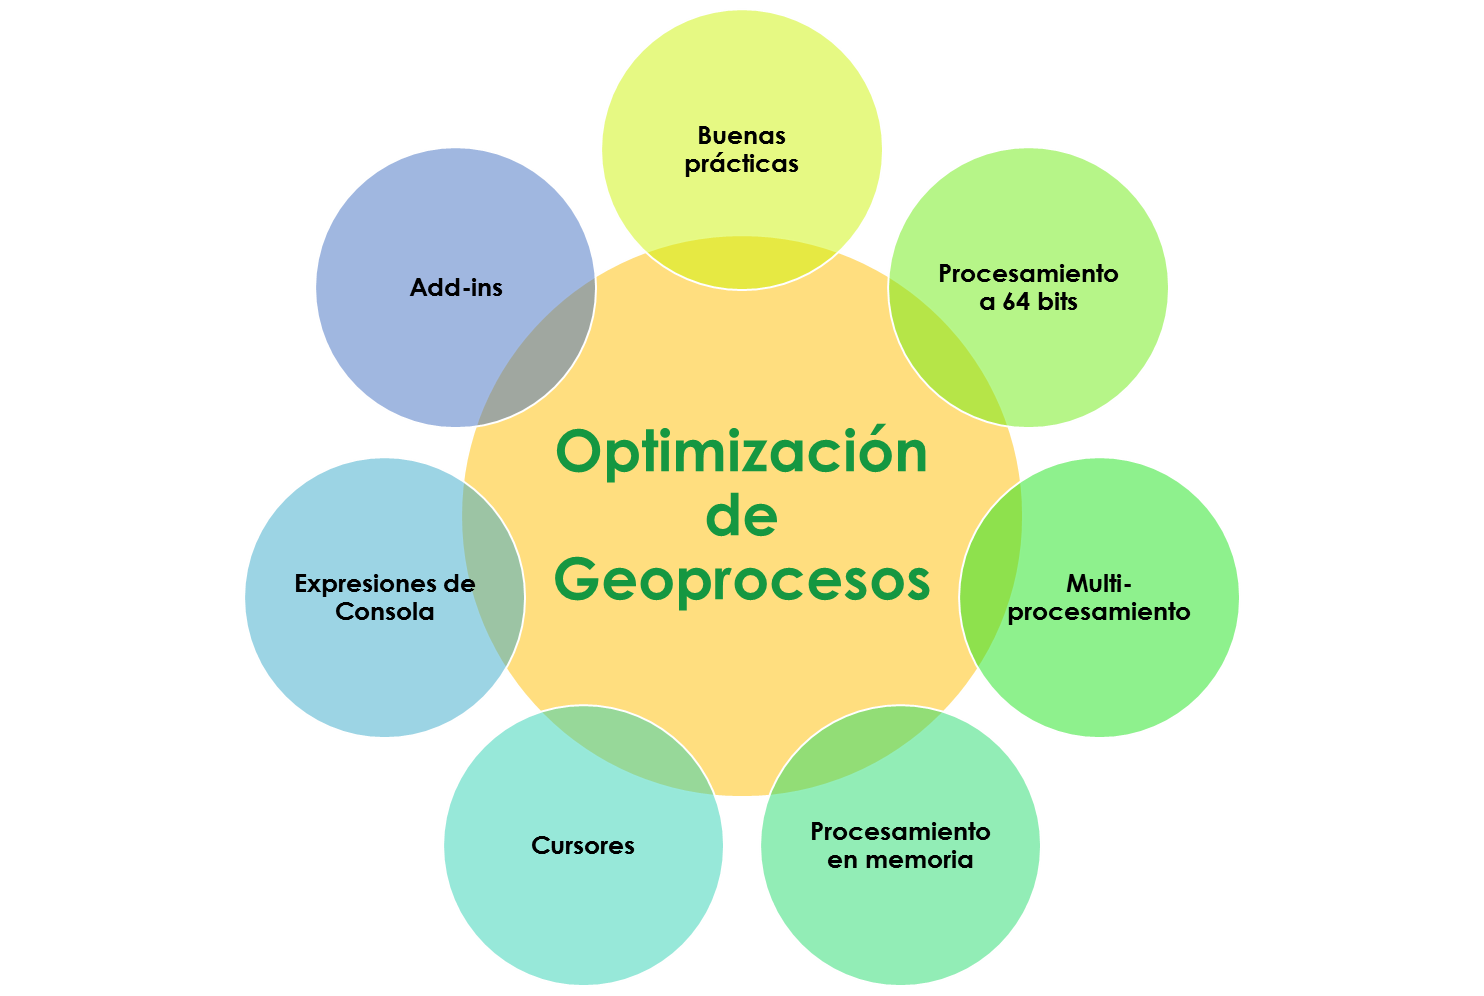 Buenas
prácticas
Procesamiento
a 64 bits
Add-ins
Optimización
de
Geoprocesos
Expresiones de
Consola
Multi-
procesamiento
Cursores
Procesamiento
en memoria